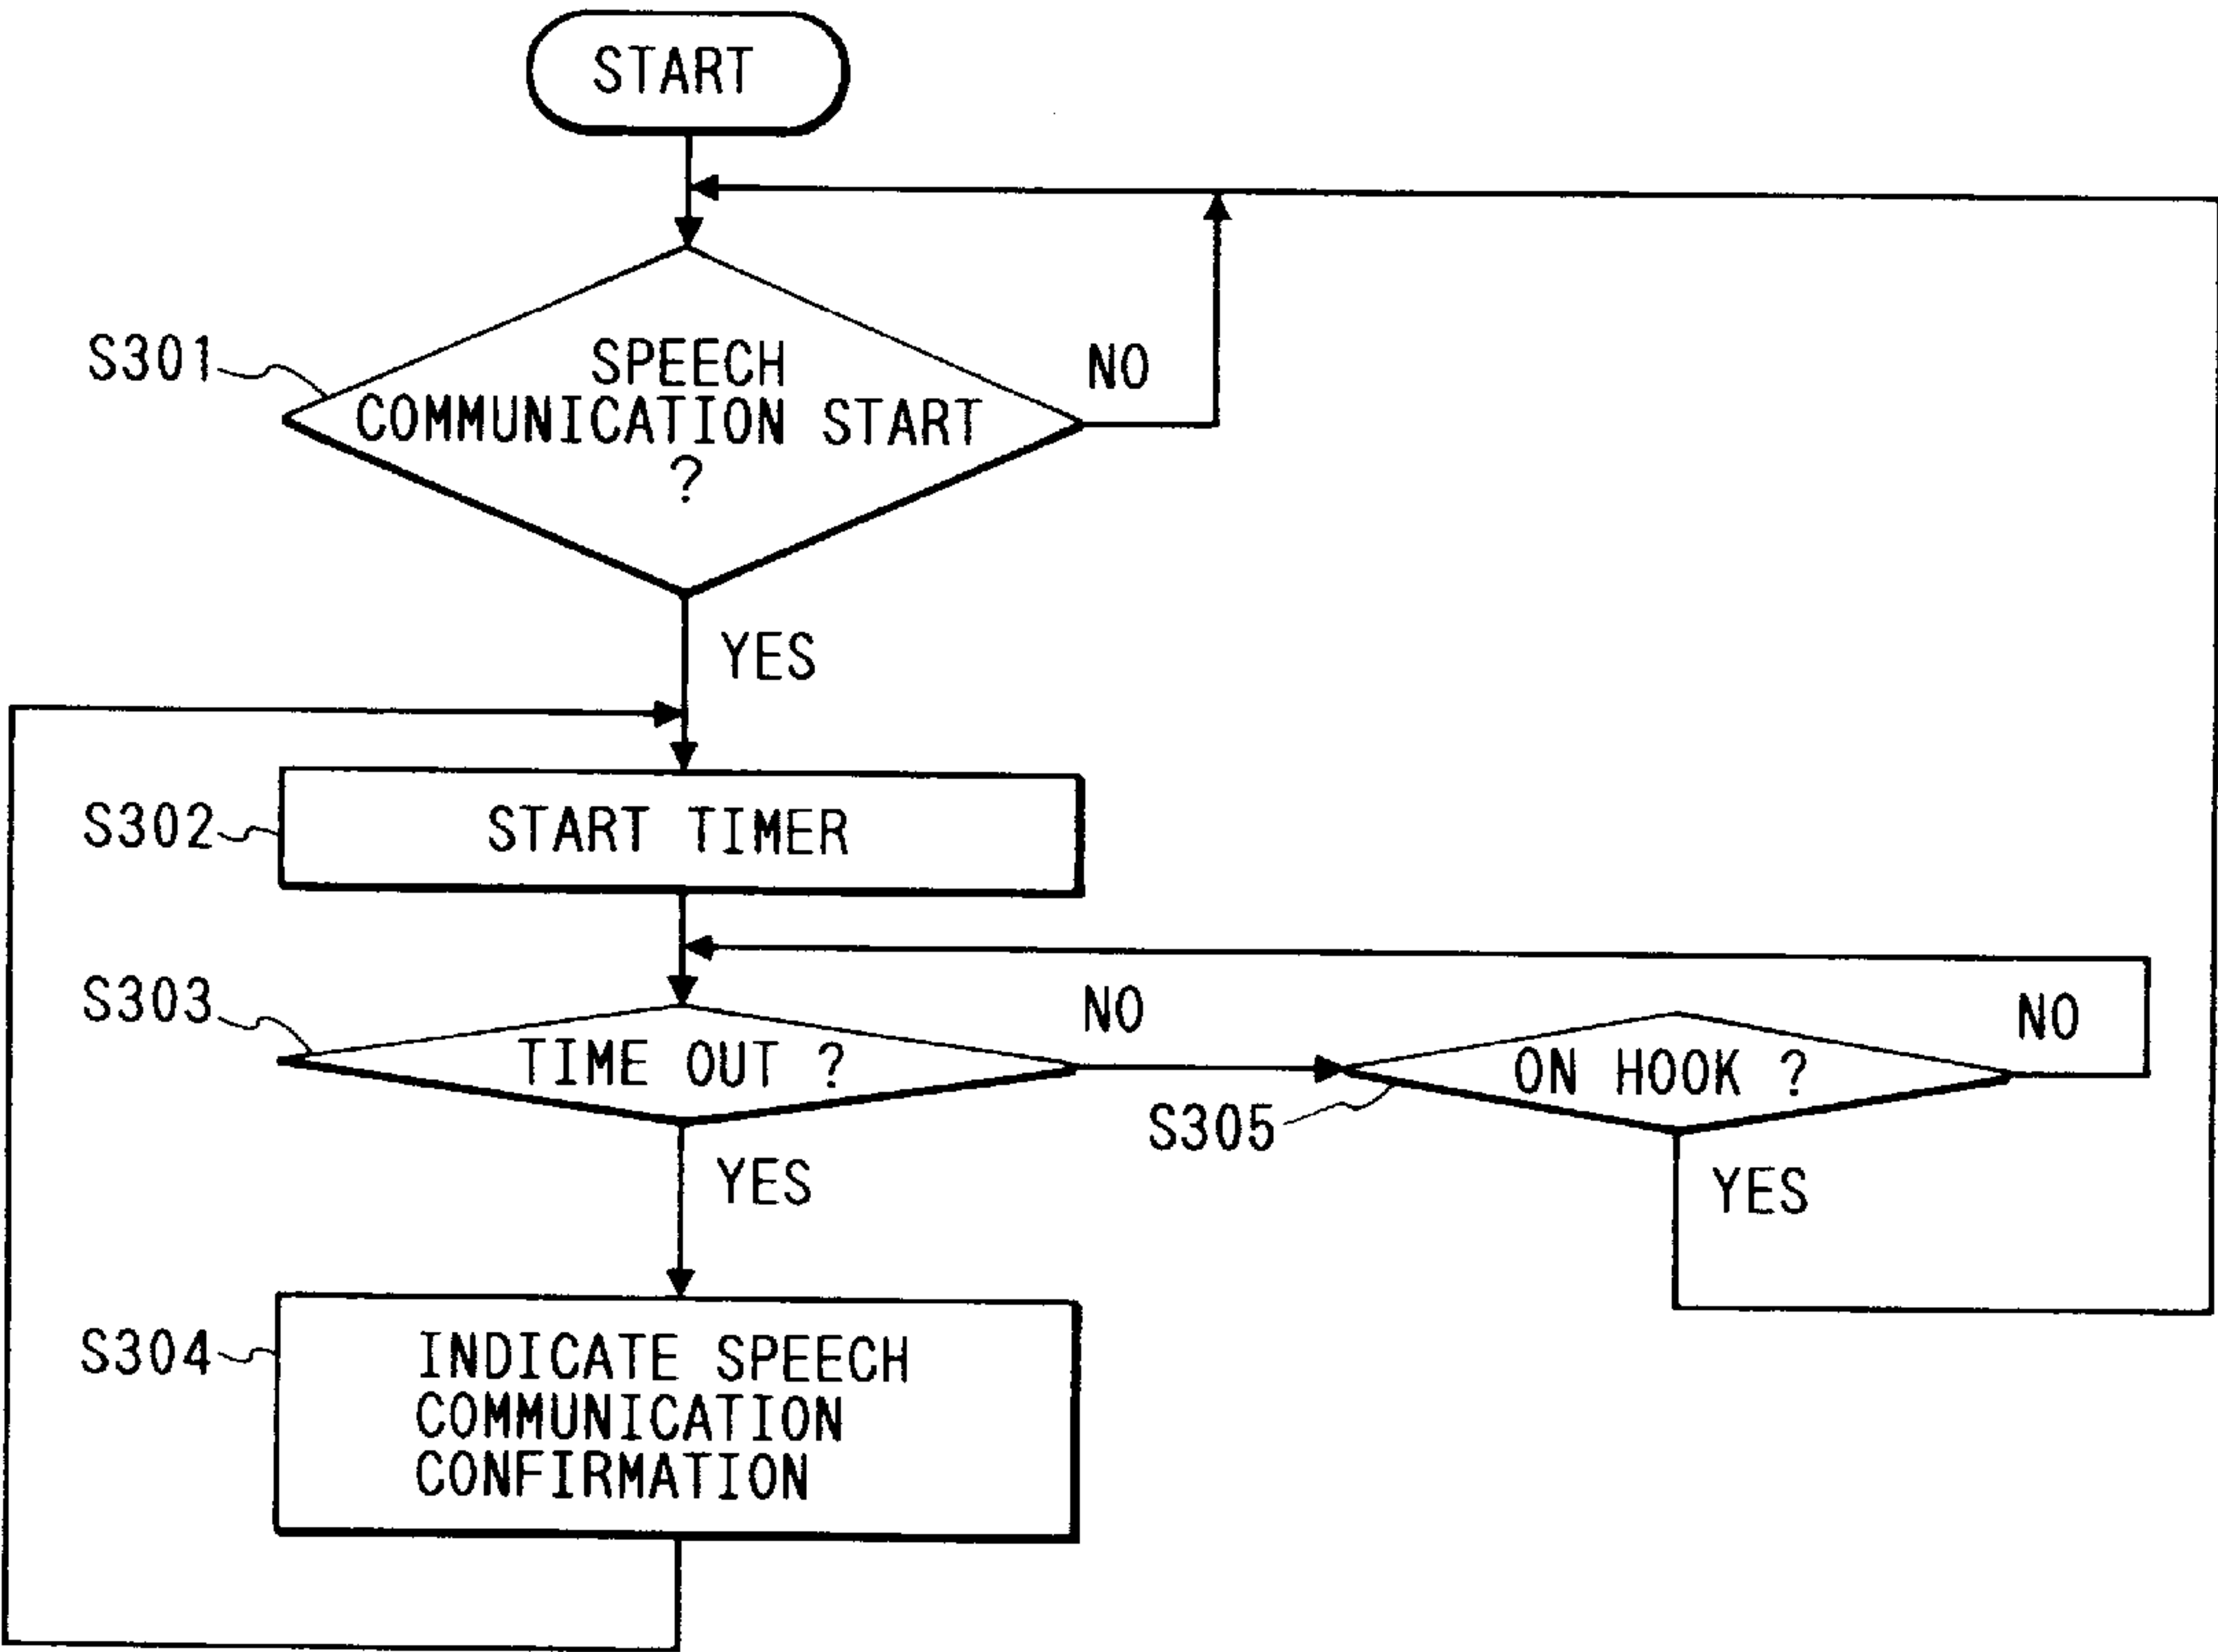 START
S301
SPEECH
COMMUNICATION START
?
NO
YES
S302
START TIMER
S303
TIME OUT ?
NO
ON HOOK ?
NO
S305
YES
YES
S304
INDICATE SPEECH
COMMUNICATION
CONFIRMATION